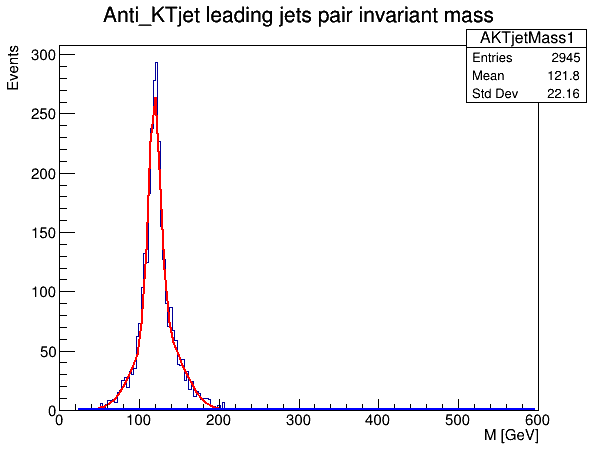 Anti_KTjet leading jets pair invariant mass
AKTjetMass1
Entries 2945
Mean 121.8
Std Dev 22.16
Events
300
250
200
150
100
50
0
0 100 200 300 400 500 600
M [GeV]